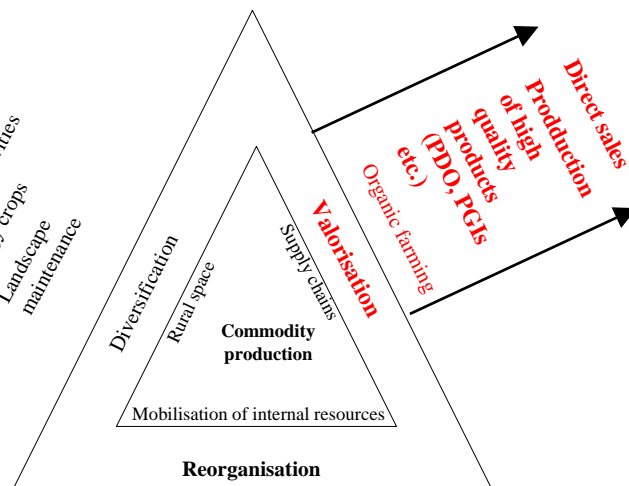 crops
Landscape
maintenance
Diversification
Rural space
Commodity
production
Supply chains
Valorisation
Mobilisation of internal resources
Reorganisation
Organic farming
etc.)
(PDO, PGIs
products
quality
of high
Prodduction
Direct sales